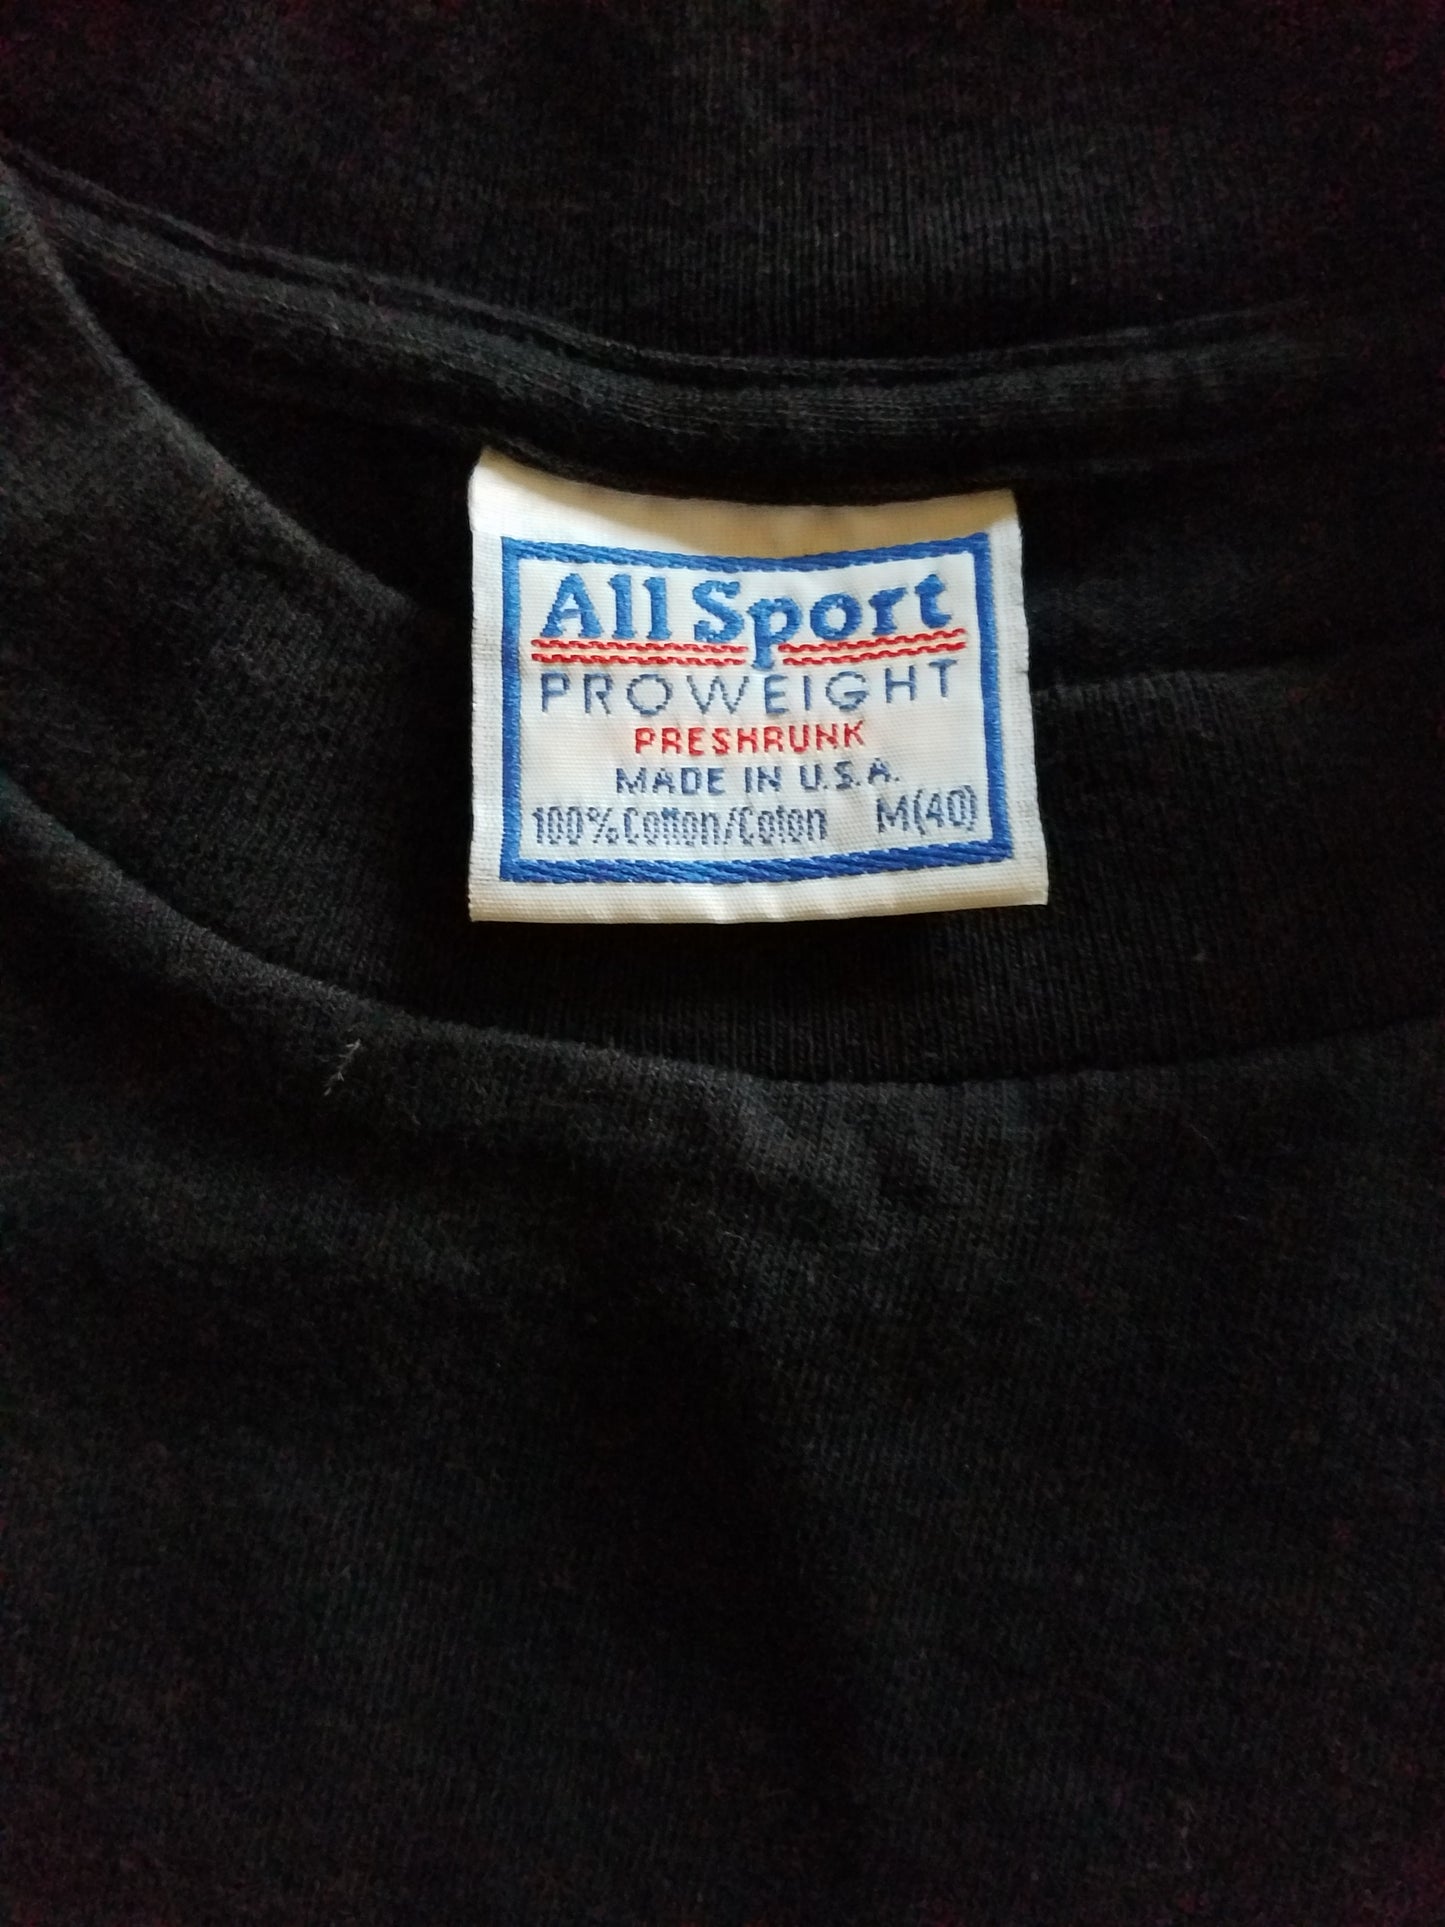 All Sport
PROWEIGHT
PRESHRUNK
MADE IN U.S.A.
100% Cotton/Coton M(40)